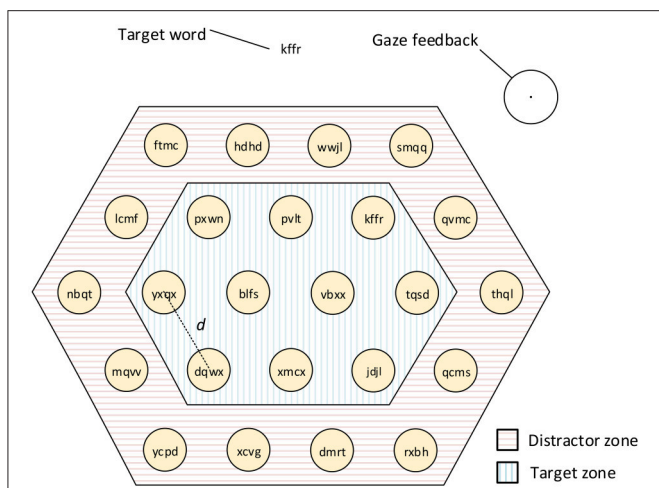 Target word
kffr
Gaze feedback
ftmc hdhd wwjl smqq
lcmf pxwn pvlt kffr qvmc
nbqt yxqx blfs vbxx tqsd thql
d
mqvv dqwx xmcx jdjl qcms
ycpd xcvg dmrt rxbh
Distractor zone
Target zone